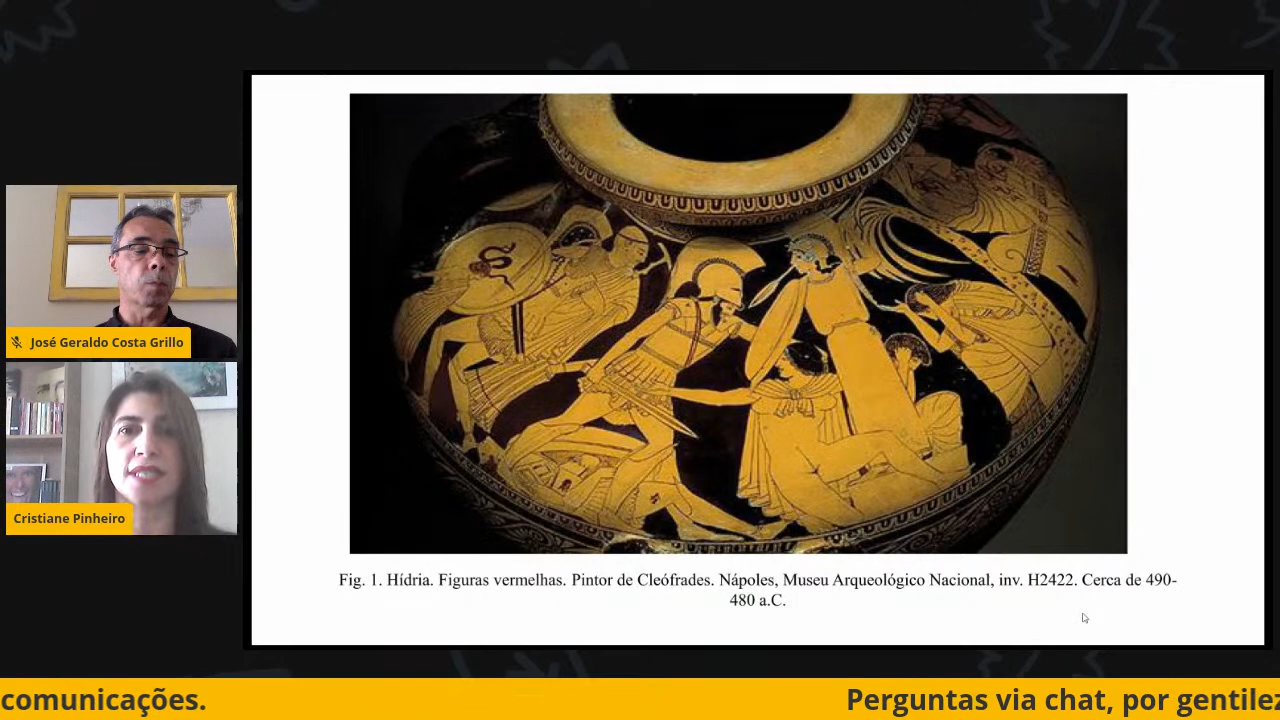 José Geraldo Costa Grillo
Cristiane Pinheiro
Fig. 1. Hídria. Figuras vermelhas. Pintor de Cleófrades. Nápoles, Museu Arqueológico Nacional, inv. H2422. Cerca de 490-
480 a.C.
comunicações. Perguntas via chat, por gentilez